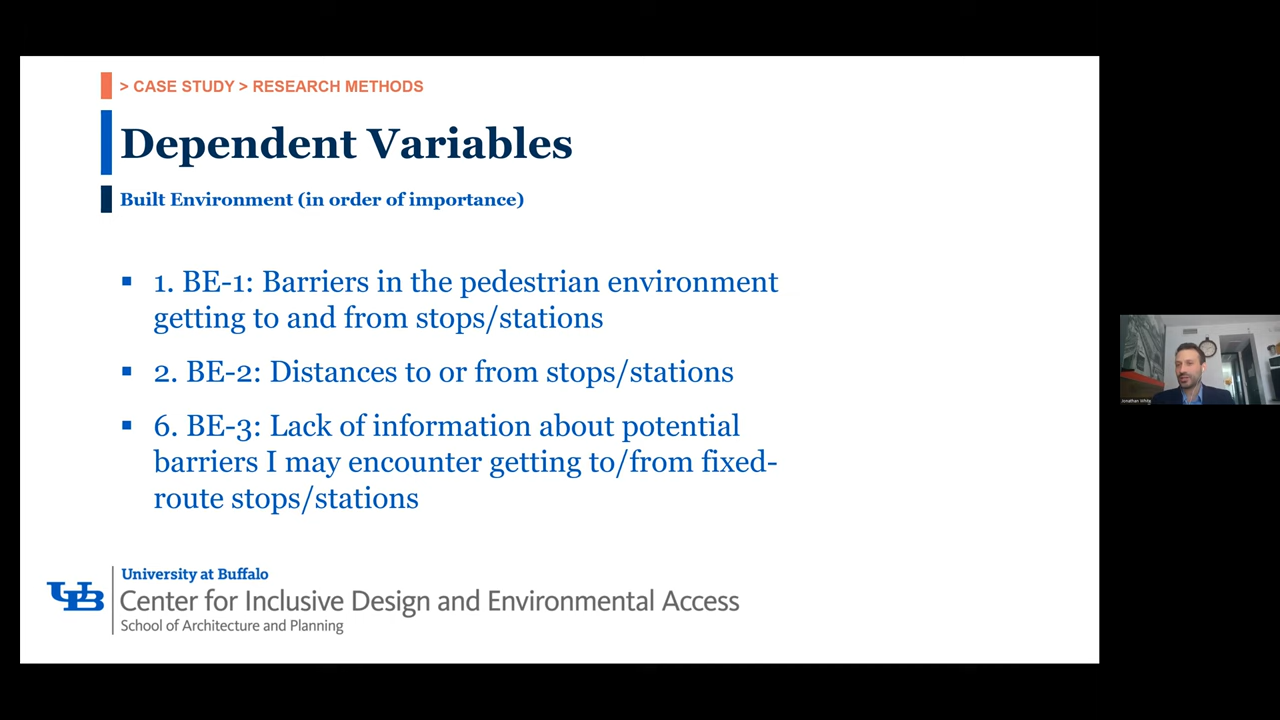 > CASE STUDY > RESEARCH METHODS
Dependent Variables
Built Environment (in order of importance)
▪ 1. BE-1: Barriers in the pedestrian environment
getting to and from stops/stations
▪ 2. BE-2: Distances to or from stops/stations
▪ 6. BE-3: Lack of information about potential
barriers I may encounter getting to/from fixed-
route stops/stations
UB
University at Buffalo
Center for Inclusive Design and Environmental Access
School of Architecture and Planning
Jonathan White